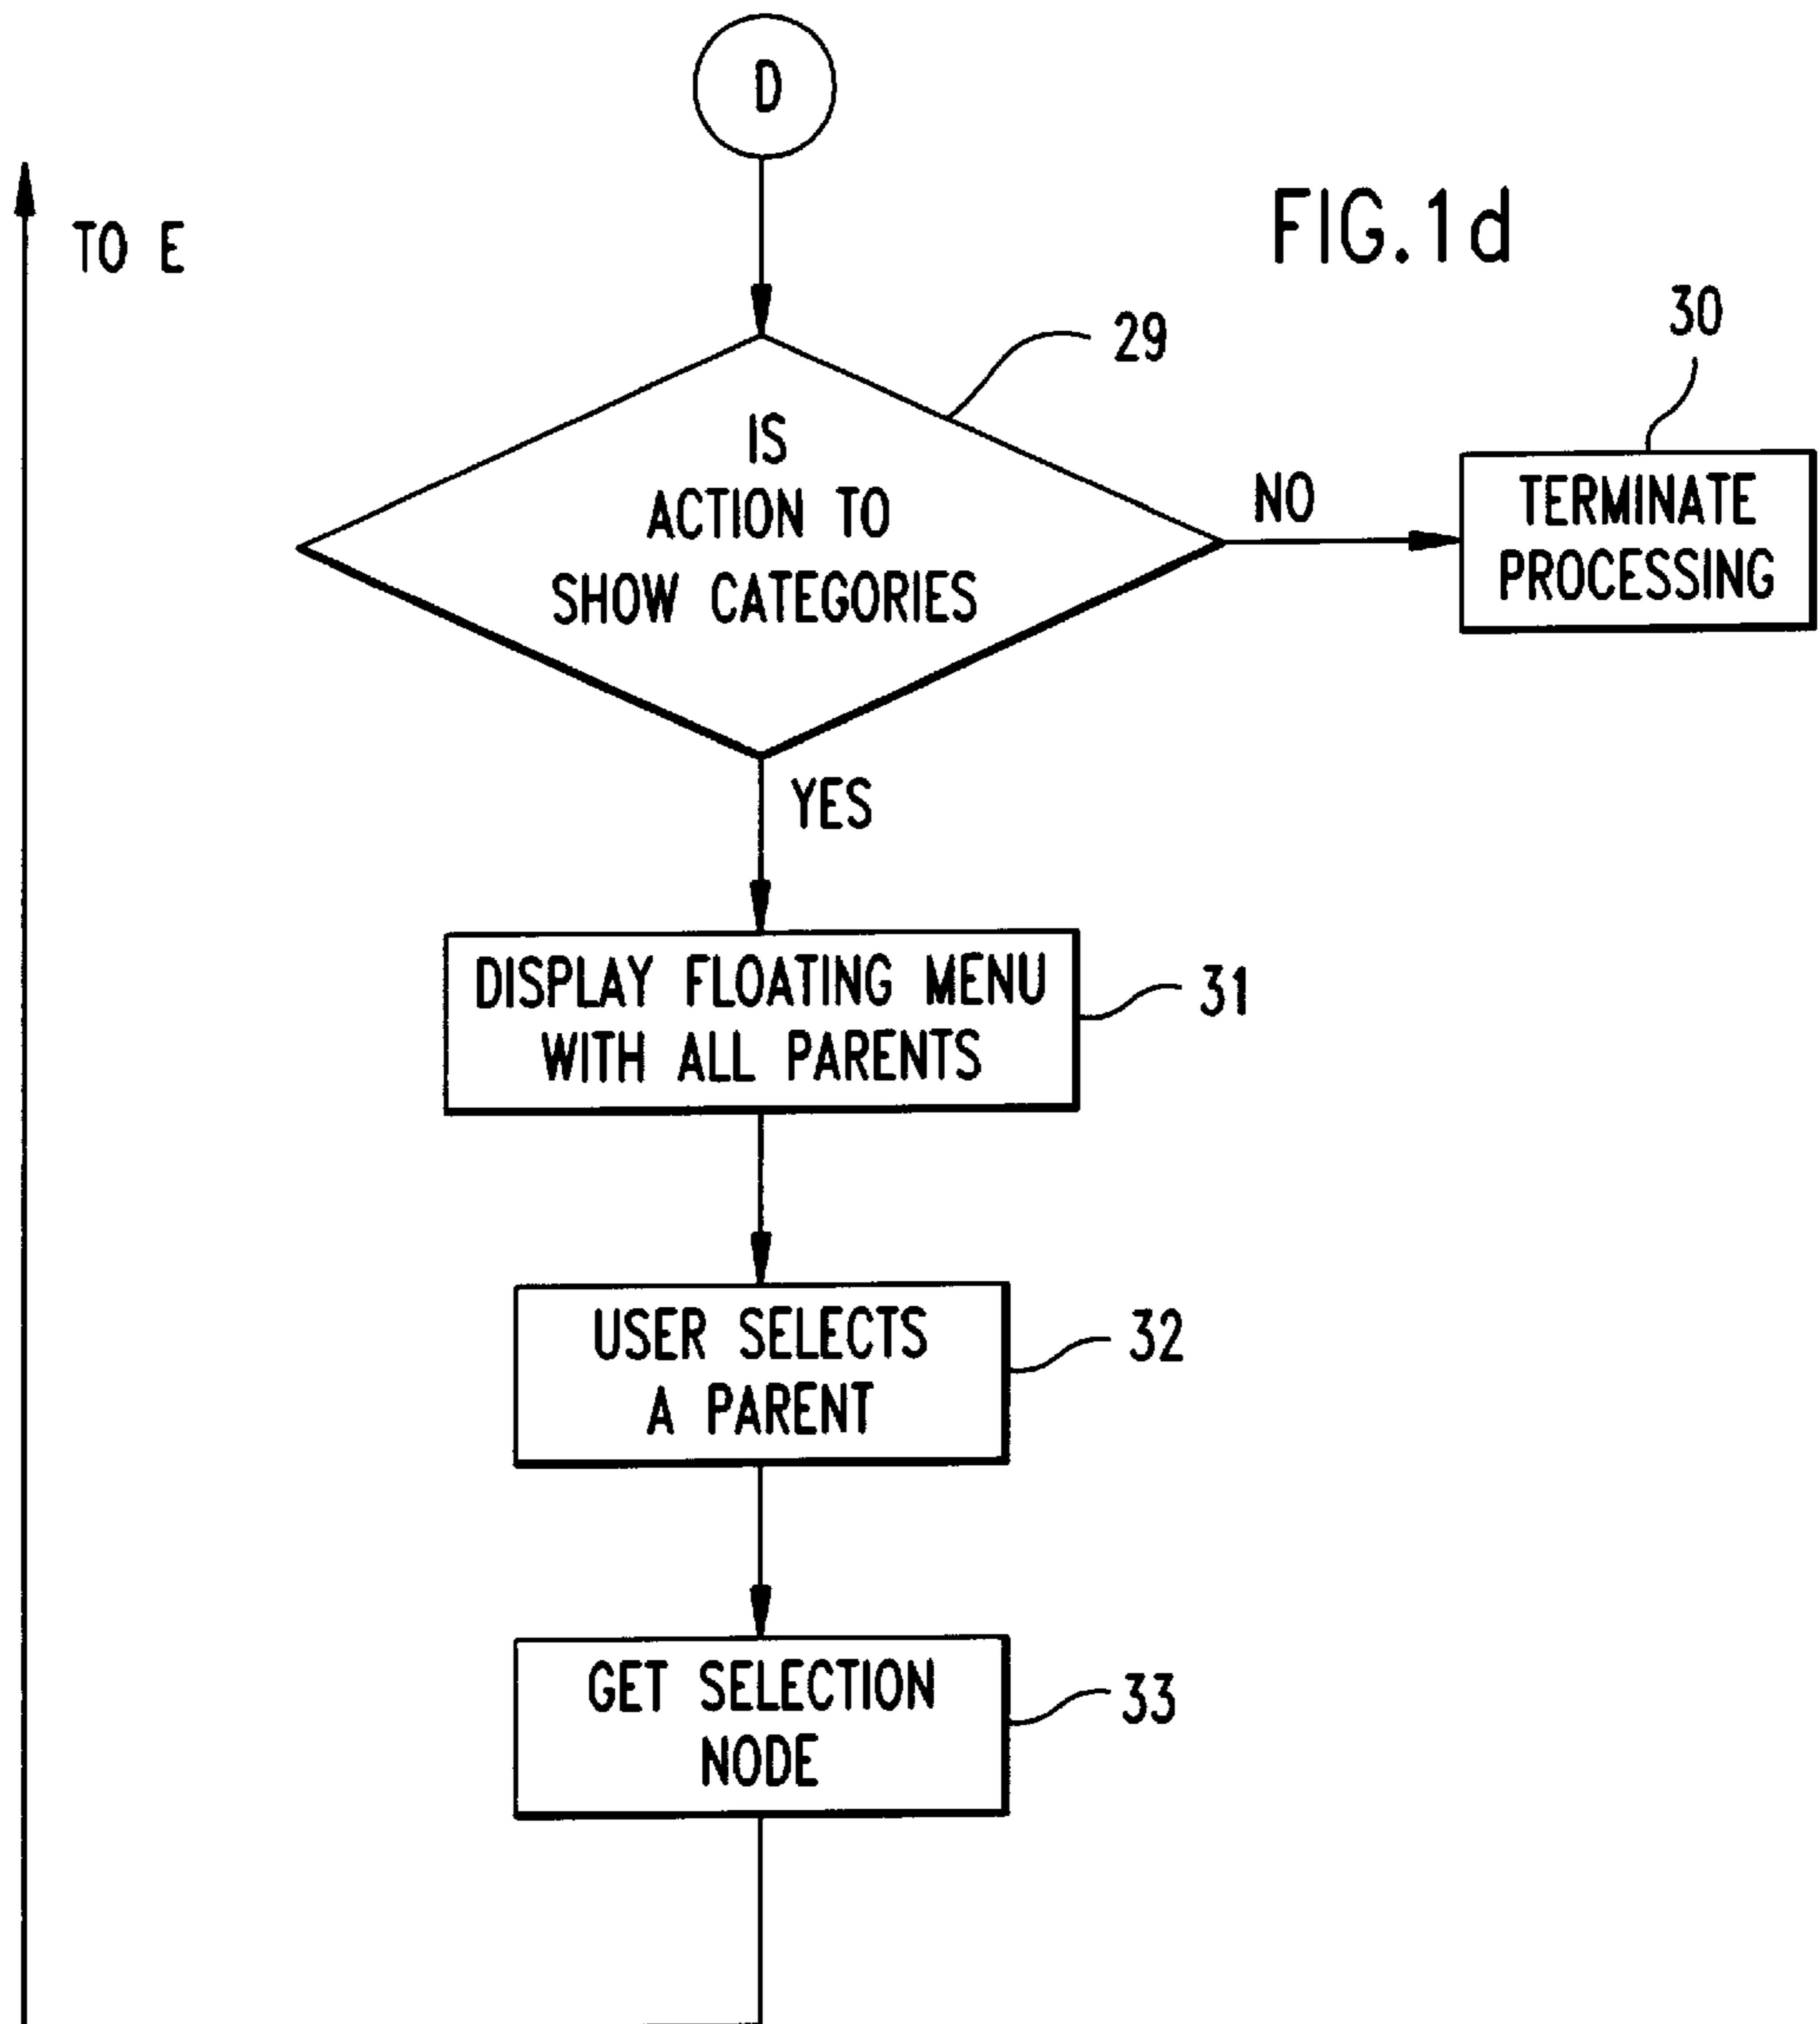 D
TO E
FIG.1d
29
30
IS
ACTION TO
SHOW CATEGORIES
NO
TERMINATE
PROCESSING
YES
DISPLAY FLOATING MENU
WITH ALL PARENTS
31
USER SELECTS
A PARENT
32
GET SELECTION
NODE
33